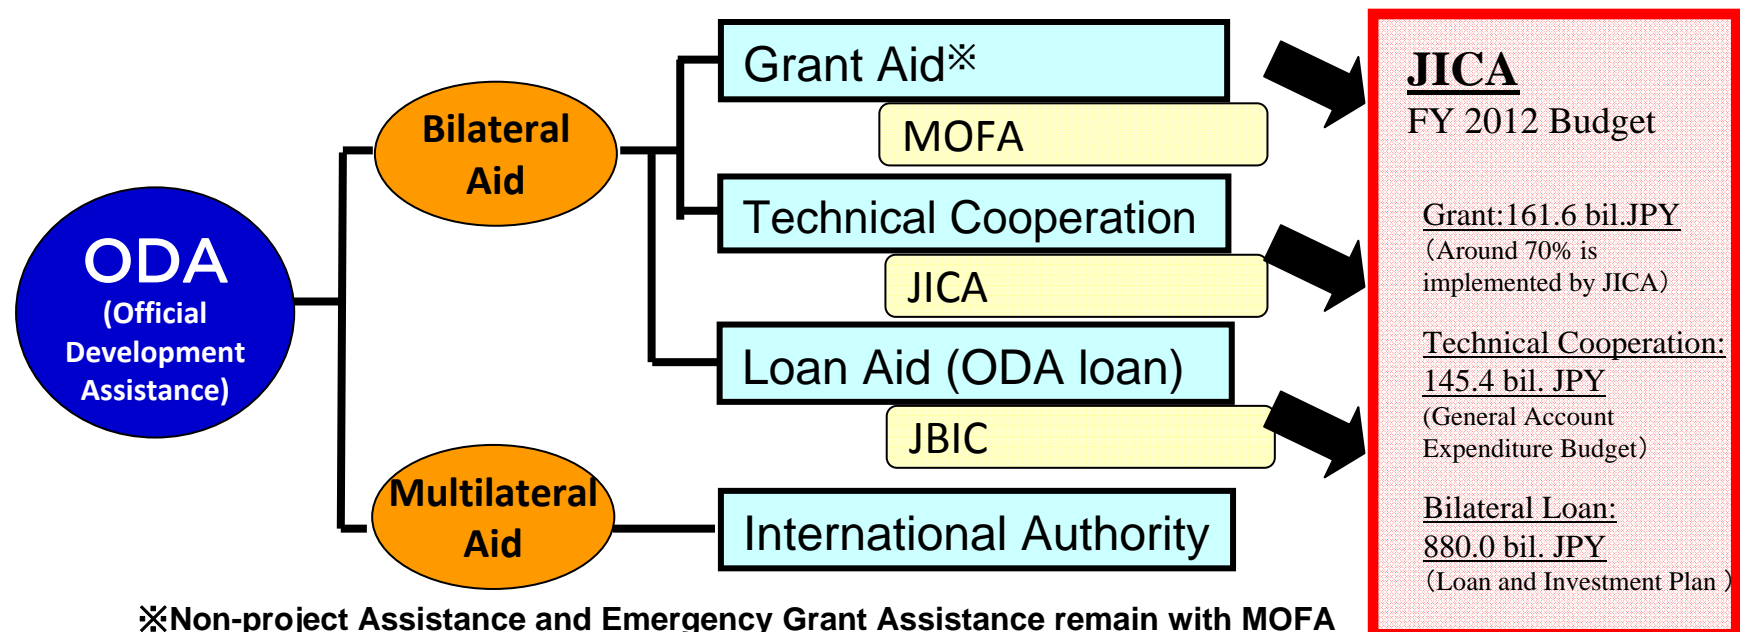 ODA
(Official
Development
Assistance)
Bilateral
Aid
Multilateral
Aid
Grant Aid※
MOFA
Technical Cooperation
JICA
Loan Aid (ODA loan)
JBIC
International Authority
JICA
FY 2012 Budget
Grant:161.6 bil.JPY
（Around 70% is
implemented by JICA）
Technical Cooperation:
145.4 bil. JPY
(General Account
Expenditure Budget）
Bilateral Loan:
880.0 bil. JPY
（Loan and Investment Plan ）
※Non-project Assistance and Emergency Grant Assistance remain with MOFA